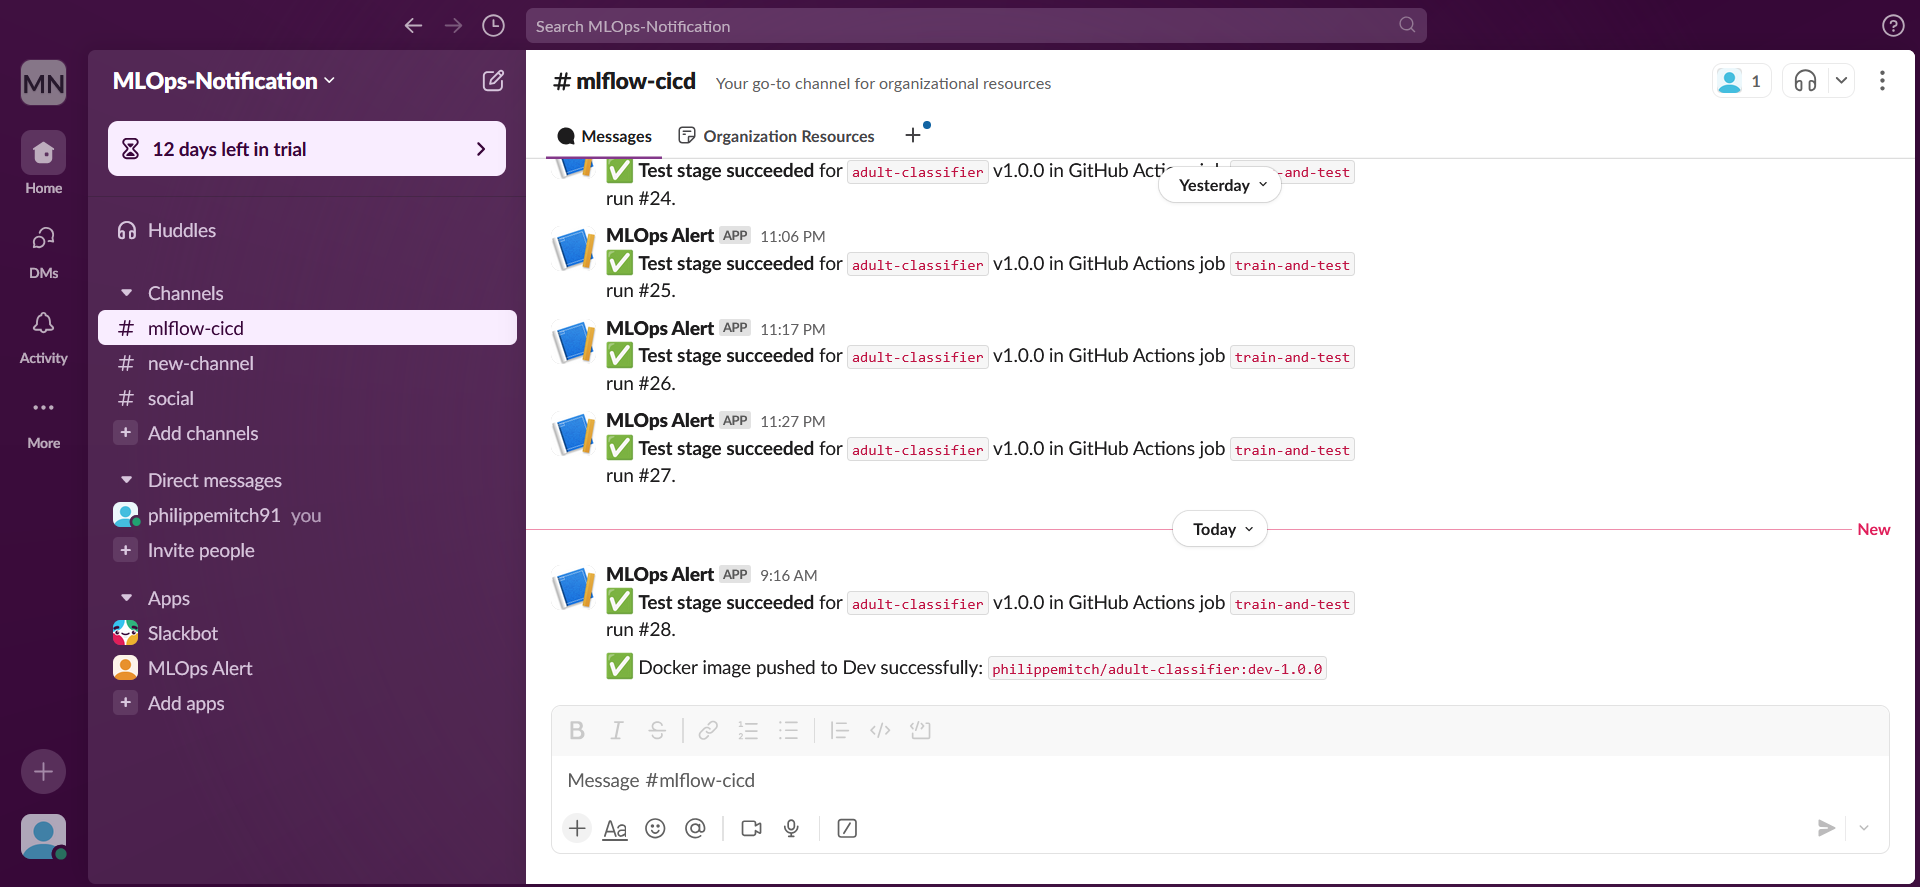 Search MLOps-Notification
MN
Home
DMs
Activity
More
MLOps-Notification
12 days left in trial
Huddles
Channels
# mlflow-cicd
# new-channel
# social
+ Add channels
Direct messages
philippemitch91 you
+ Invite people
Apps
Slackbot
MLOps Alert
+ Add apps
# mlflow-cicd Your go-to channel for organizational resources
1
Messages Organization Resources +
Test stage succeeded for adult-classifier v1.0.0 in GitHub Actions job -and-test
run #24.
Yesterday
MLOps Alert APP 11:06 PM
✅ Test stage succeeded for adult-classifier v1.0.0 in GitHub Actions job train-and-test
run #25.
MLOps Alert APP 11:17 PM
✅ Test stage succeeded for adult-classifier v1.0.0 in GitHub Actions job train-and-test
run #26.
MLOps Alert APP 11:27 PM
✅ Test stage succeeded for adult-classifier v1.0.0 in GitHub Actions job train-and-test
run #27.
Today
New
MLOps Alert APP 9:16 AM
✅ Test stage succeeded for adult-classifier v1.0.0 in GitHub Actions job train-and-test
run #28.
✅ Docker image pushed to Dev successfully: philippemitch/adult-classifier:dev-1.0.0
B I S
Message #mlflow-cicd
+ Aa @